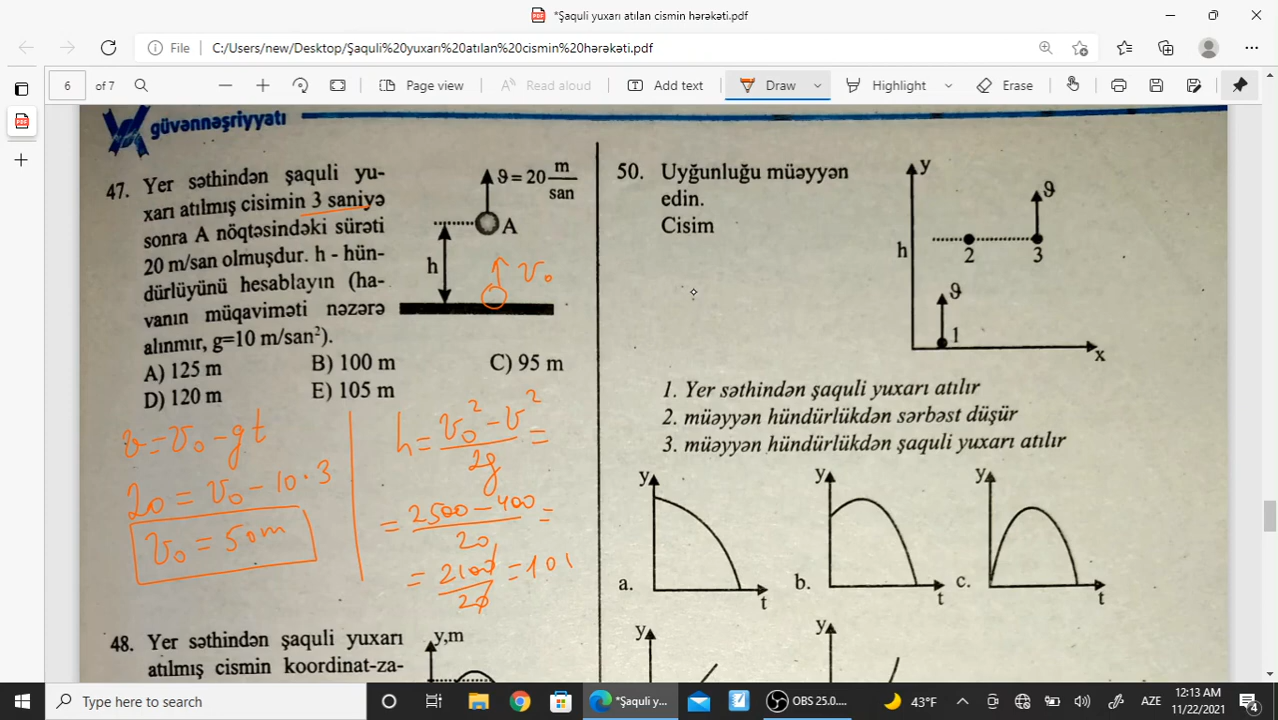 *Şaquli yuxarı atılan cismin hərəkəti.pdf
File
C:/Users/new/Desktop/Şaquli%20yuxarı%20atılan%20cismin%20hərəkəti.pdf
6 of 7
Page view
Read aloud
Add text
Draw
Highlight
Erase
güvənnəşriyyatı
47. Yer səthindən şaquli yu-
xarı atılmış cisimin 3 saniyə
sonra A nöqtəsindəki sürəti
20 m/san olmuşdur. h - hün-
dürlüyünü hesablayın (ha-
vanın müqaviməti nəzərə
alınmır, g=10 m/san²).
ϑ = 20 m/san
A
h
v₀
A) 125 m
B) 100 m
C) 95 m
D) 120 m
E) 105 m
v = v₀ - gt
20 = v₀ - 10 · 3
v₀ = 50m
h = (v₀² - v²)/2g =
= (2500 - 400)/20 =
= 2100/20 = 10
48. Yer səthindən şaquli yuxarı
atılmış cismin koordinat-za-
y,m
50. Uyğunluğu müəyyən
edin.
Cisim
y
ϑ
h
2
3
ϑ
1
x
1. Yer səthindən şaquli yuxarı atılır
2. müəyyən hündürlükdən sərbəst düşür
3. müəyyən hündürlükdən şaquli yuxarı atılır
y
y
y
a.
t
b.
t
c.
t
y
y
Type here to search
*Şaquli y...
OBS 25.0....
43°F
AZE
12:13 AM
11/22/2021
4